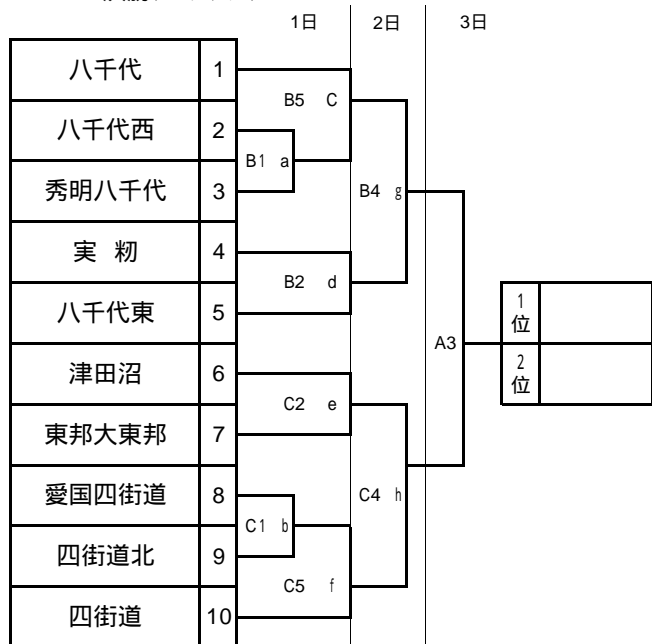 1日 2日 3日
八千代 1
B5 C
八千代西 2
B1 a
秀明八千代 3
B4 g
実 籾 4
B2 d
八千代東 5
1位
A3
2位
津田沼 6
C2 e
東邦大東邦 7
愛国四街道 8
C4 h
C1 b
四街道北 9
C5 f
四街道 10